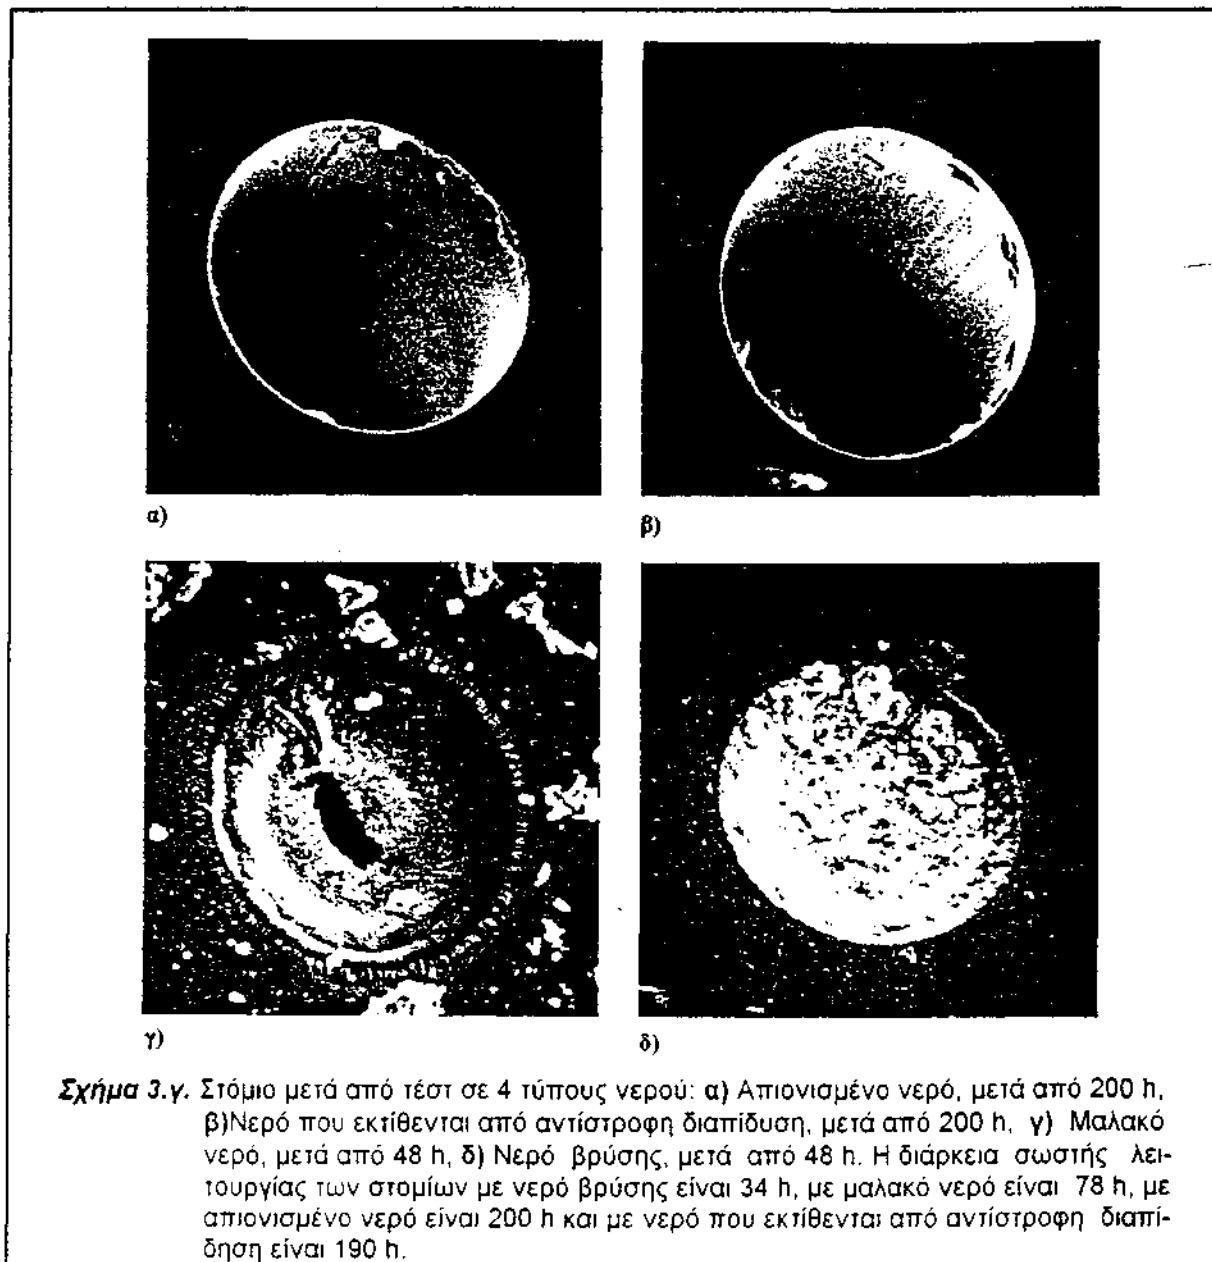 α)
β)
γ)
δ)
Σχήμα 3.γ. Στόμιο μετά από τέστ σε 4 τύπους νερού: α) Απιονισμένο νερό, μετά από 200 h,
β)Νερό που εκτίθενται από αντίστροφη διαπίδυση, μετά από 200 h, γ) Μαλακό
νερό, μετά από 48 h, δ) Νερό βρύσης, μετά από 48 h. Η διάρκεια σωστής λει-
τουργίας των στομίων με νερό βρύσης είναι 34 h, με μαλακό νερό είναι 78 h, με
απιονισμένο νερό είναι 200 h και με νερό που εκτίθενται από αντίστροφη διαπί-
δηση είναι 190 h.